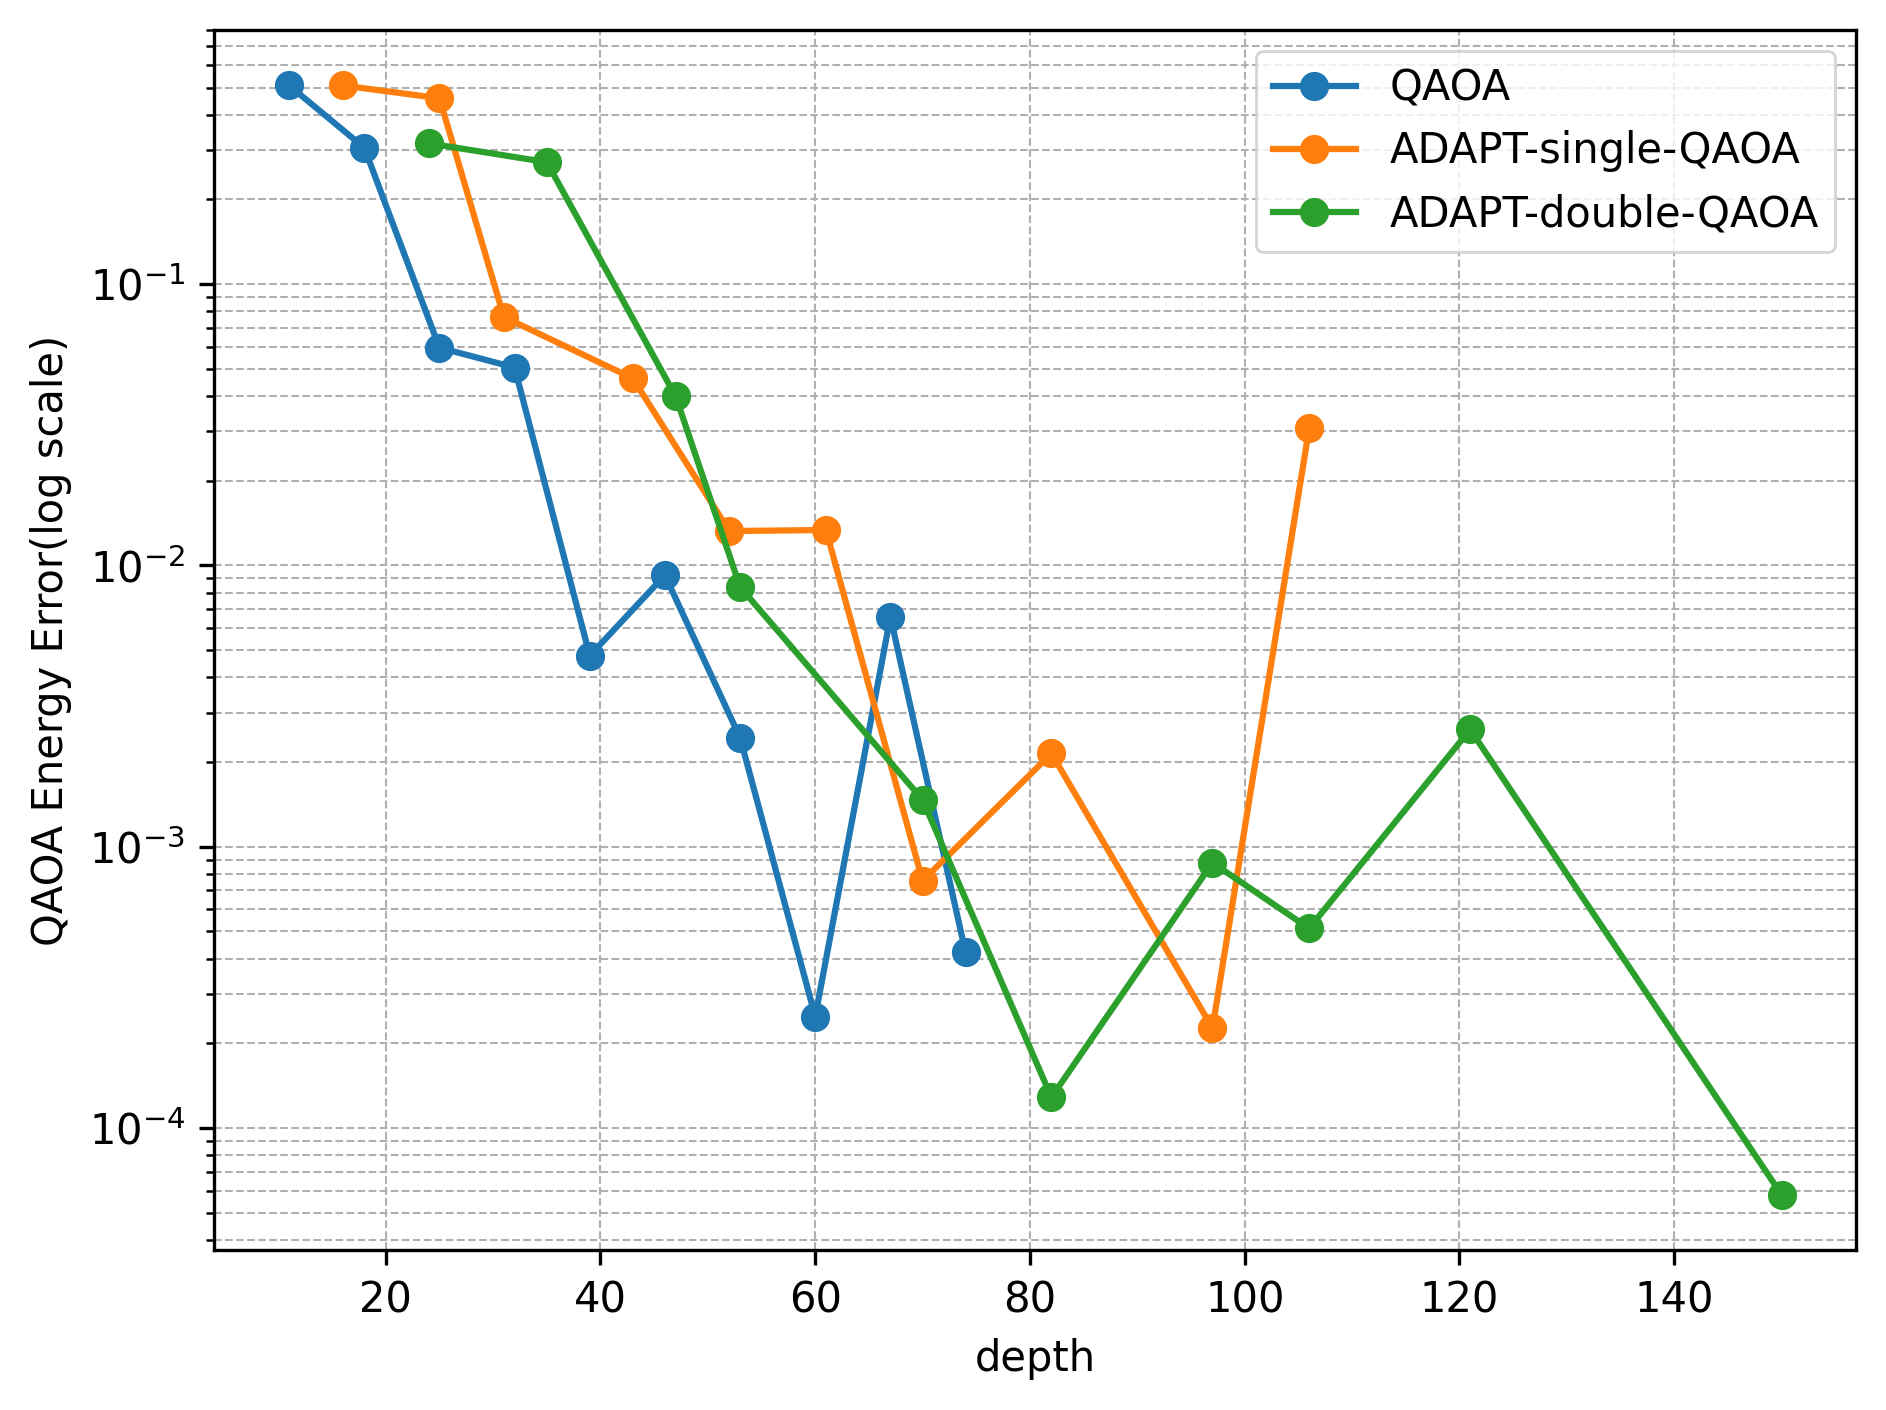 QAOA
ADAPT-single-QAOA
ADAPT-double-QAOA
QAOA Energy Error(log scale)
10⁻¹
10⁻²
10⁻³
10⁻⁴
20 40 60 80 100 120 140
depth